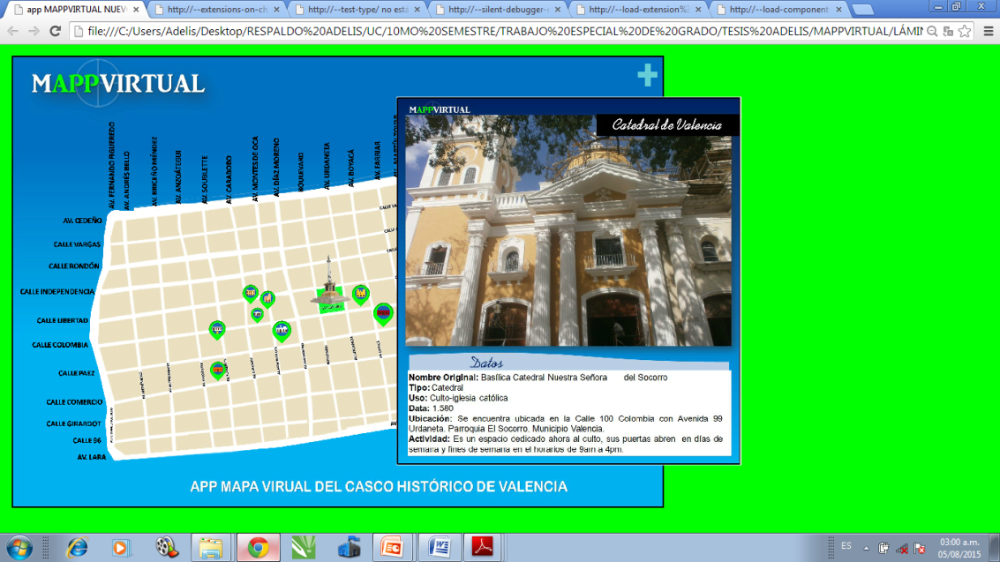 app MAPPVIRTUAL NUEV
http://--extensions-on-ch
http://--test-type/ no está
http://--silent-debugger-
http://--load-extension%
http://--load-component
file:///C:/Users/Adelis/Desktop/RESPALDO%20ADELIS/UC/10MO%20SEMESTRE/TRABAJO%20ESPECIAL%20DE%20GRADO/TESIS%20ADELIS/MAPPVIRTUAL/LÁMIN
MAPPVIRTUAL
AV. FERNANDO FIGUEREDO
AV. ANDRES BELLO
AV. BRICEÑO MÉNDEZ
AV. ANZOÁTEGUI
AV. SOUBLETTE
AV. CARABOBO
AV. MONTES DE OCA
AV. DÍAZ MORENO
BOULEVARD
AV. URDANETA
AV. BOYACÁ
AV. FARRIAR
AV. CEDEÑO
CALLE VARGAS
CALLE RONDÓN
CALLE INDEPENDENCIA
CALLE LIBERTAD
CALLE COLOMBIA
CALLE PAEZ
CALLE COMERCIO
CALLE GIRARDOT
CALLE 96
AV. LARA
MAPPVIRTUAL
Catedral de Valencia
Datos
Nombre Original: Basílica Catedral Nuestra Señora del Socorro
Tipo: Catedral
Uso: Culto-iglesia católica
Data: 1.580
Ubicación: Se encuentra ubicada en la Calle 100 Colombia con Avenida 99
Urdaneta. Parroquia El Socorro. Municipio Valencia.
Actividad: Es un espacio dedicado ahora al culto, sus puertas abren en días de
semana y fines de semana en el horarios de 9am a 4pm.
APP MAPA VIRUAL DEL CASCO HISTÓRICO DE VALENCIA
ES
03:00 a.m.
05/08/2015